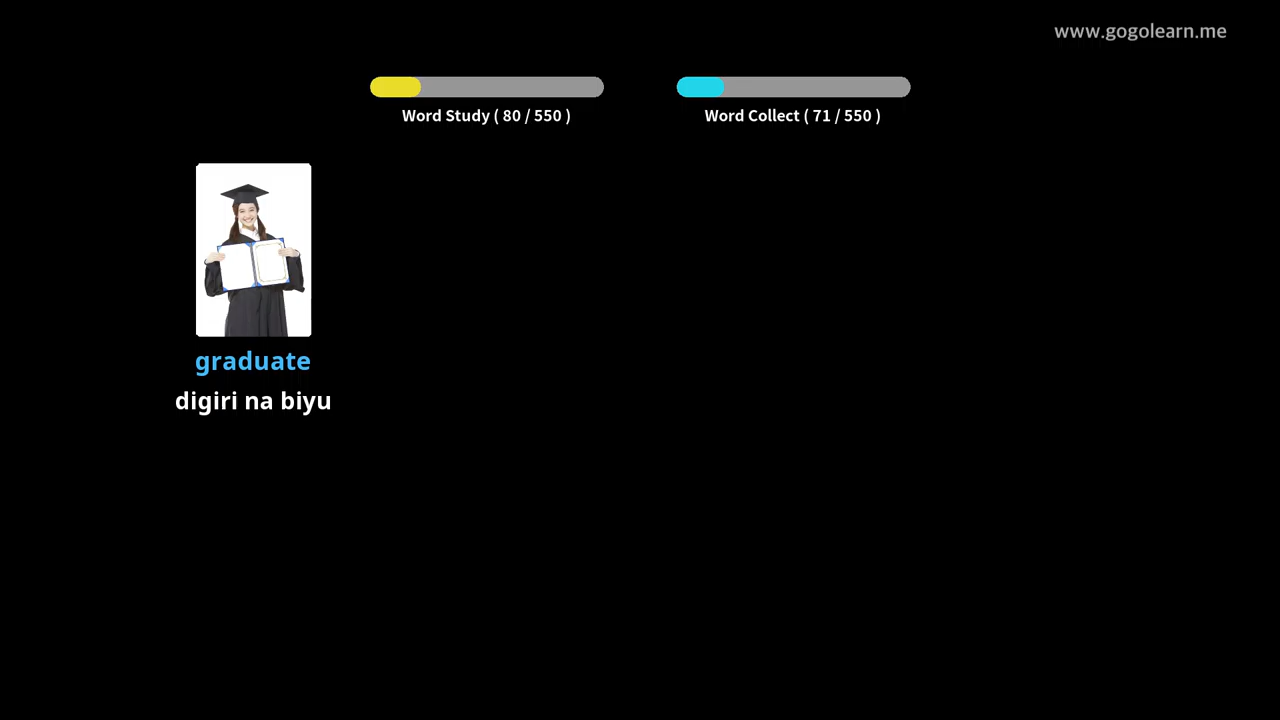 www.gogolearn.me
Word Study ( 80 / 550 )
Word Collect ( 71 / 550 )
graduate
digiri na biyu